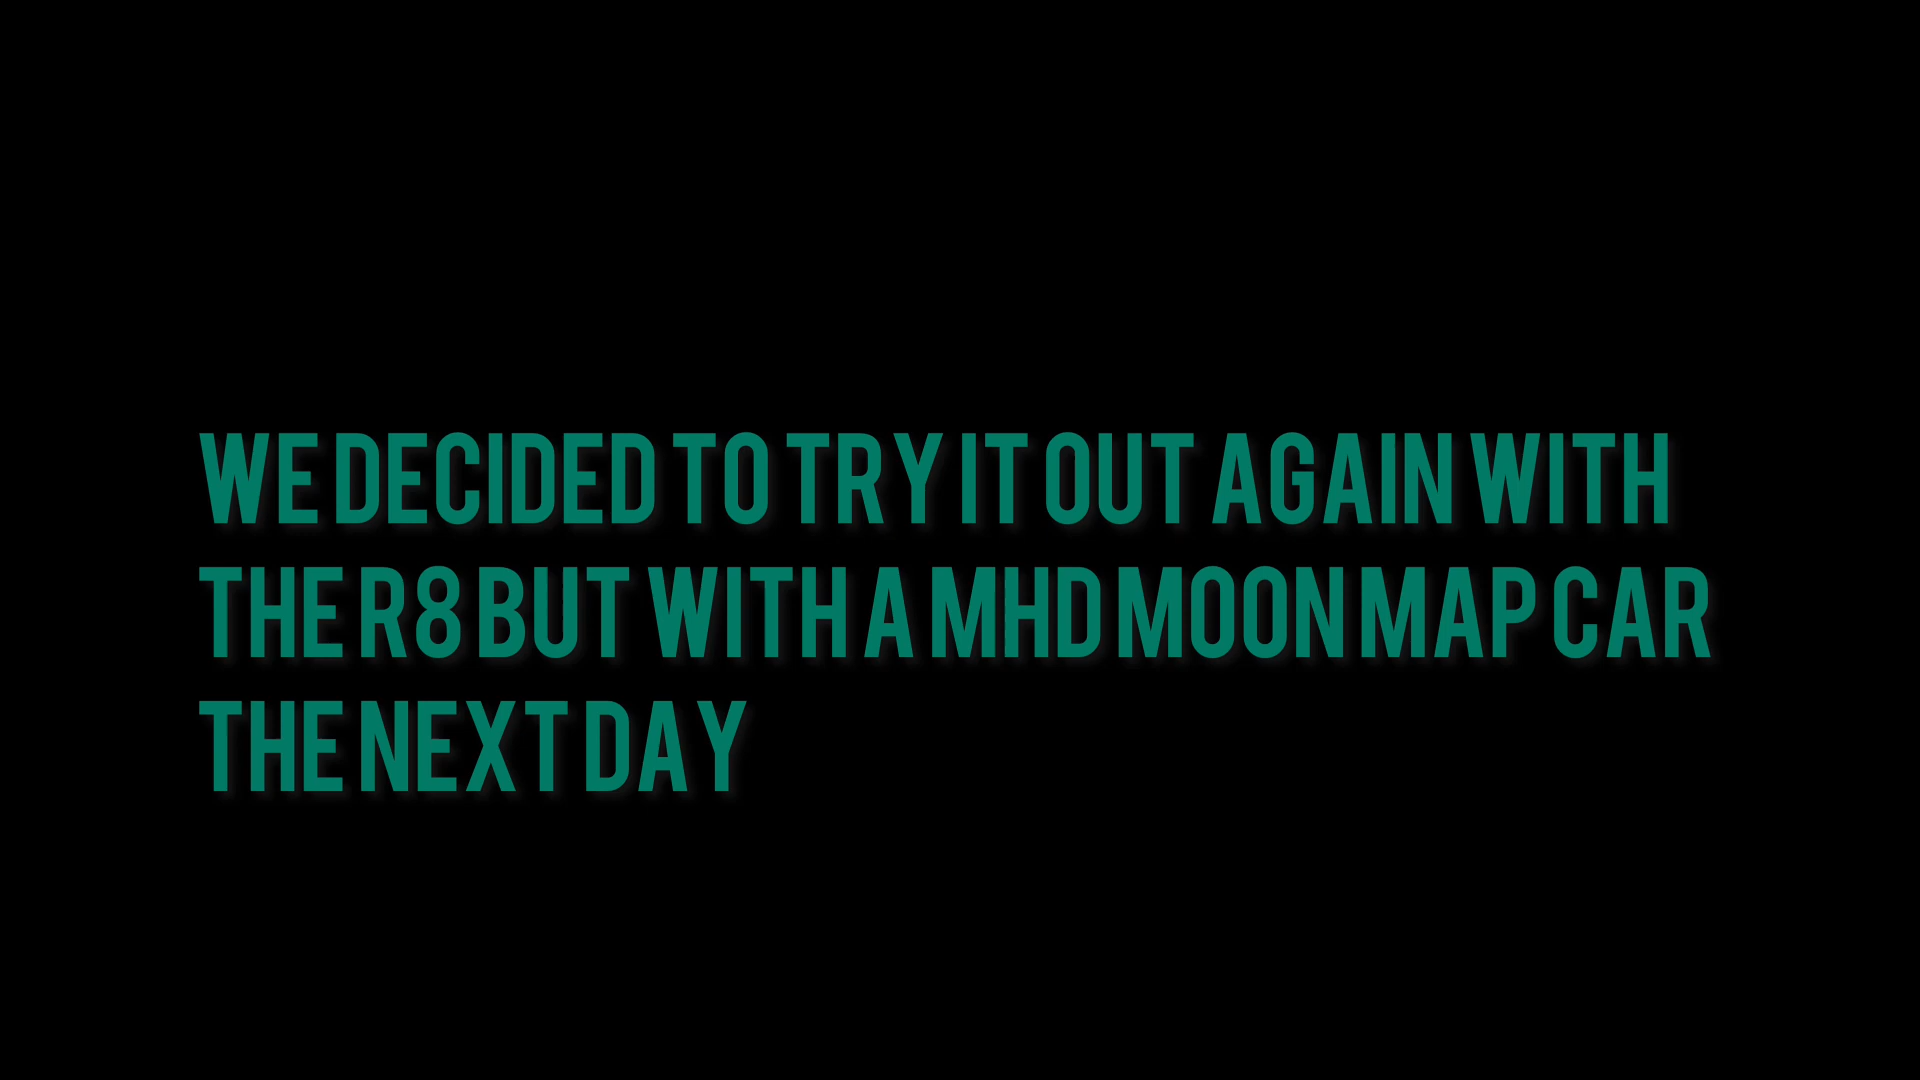 WE DECIDED TO TRY IT OUT AGAIN WITH
THE R8 BUT WITH A MHD MOON MAP CAR
THE NEXT DAY